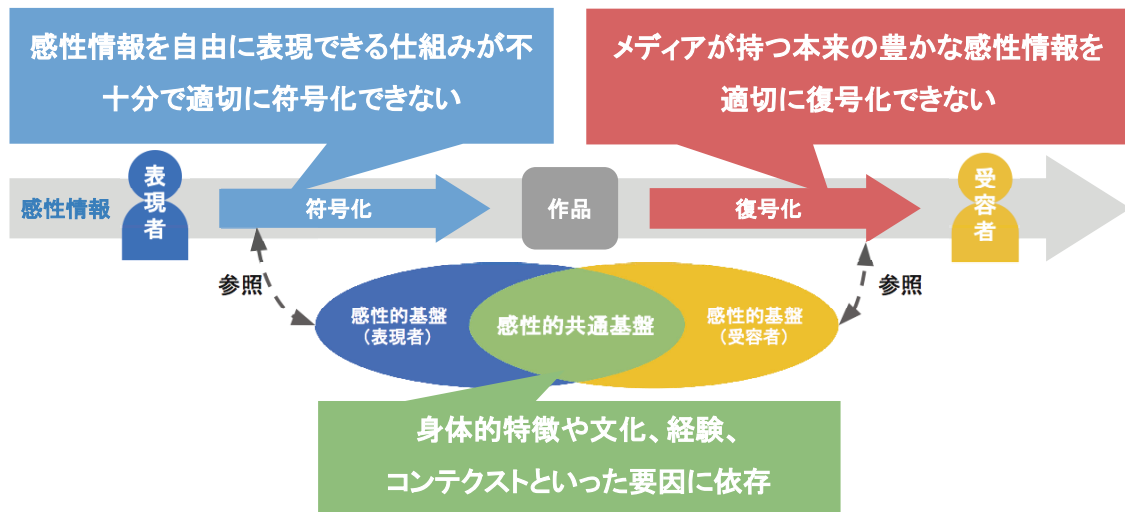 感性情報を自由に表現できる仕組みが不
十分で適切に符号化できない
メディアが持つ本来の豊かな感性情報を
適切に復号化できない
感性情報
表現者
符号化
作品
復号化
受容者
参照
参照
感性的基盤
(表現者)
感性的共通基盤
感性的基盤
(受容者)
身体的特徴や文化、経験、
コンテクストといった要因に依存